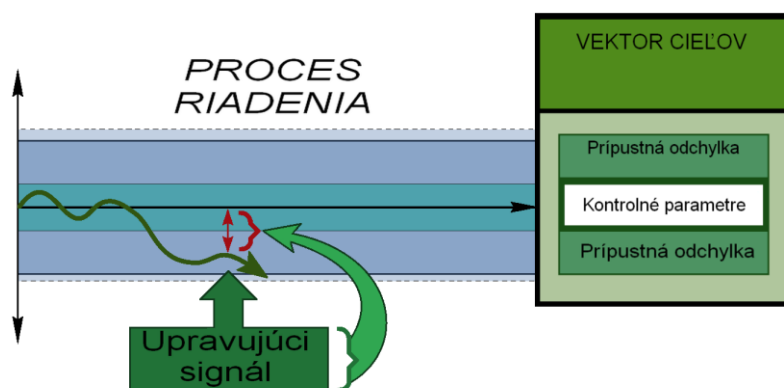 PROCES
RIADENIA
VEKTOR CIEĽOV
Prípustná odchylka
Kontrolné parametre
Prípustná odchylka
Upravujúci
signál